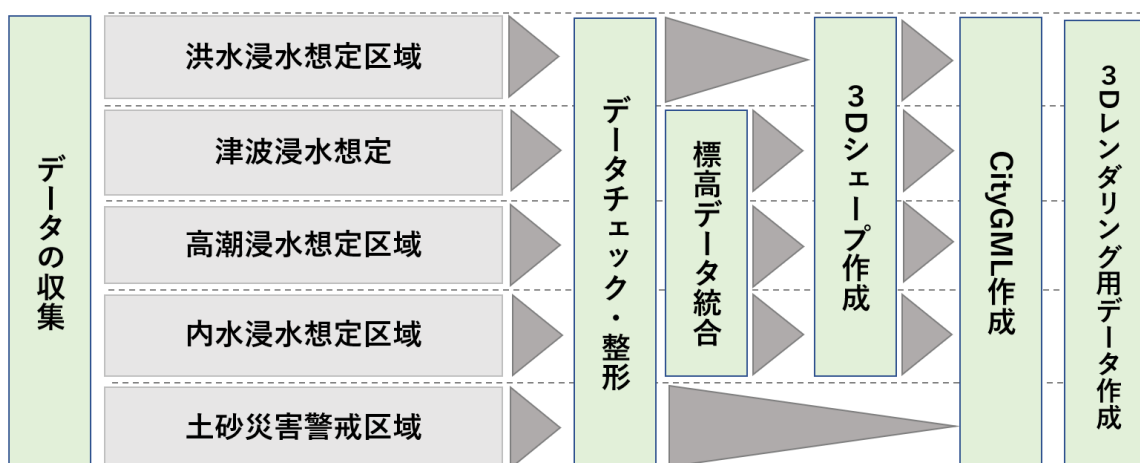 データの収集
洪水浸水想定区域
津波浸水想定
高潮浸水想定区域
内水浸水想定区域
土砂災害警戒区域
データチェック・整形
標高データ統合
3Dシェープ作成
CityGML作成
3Dレンダリング用データ作成